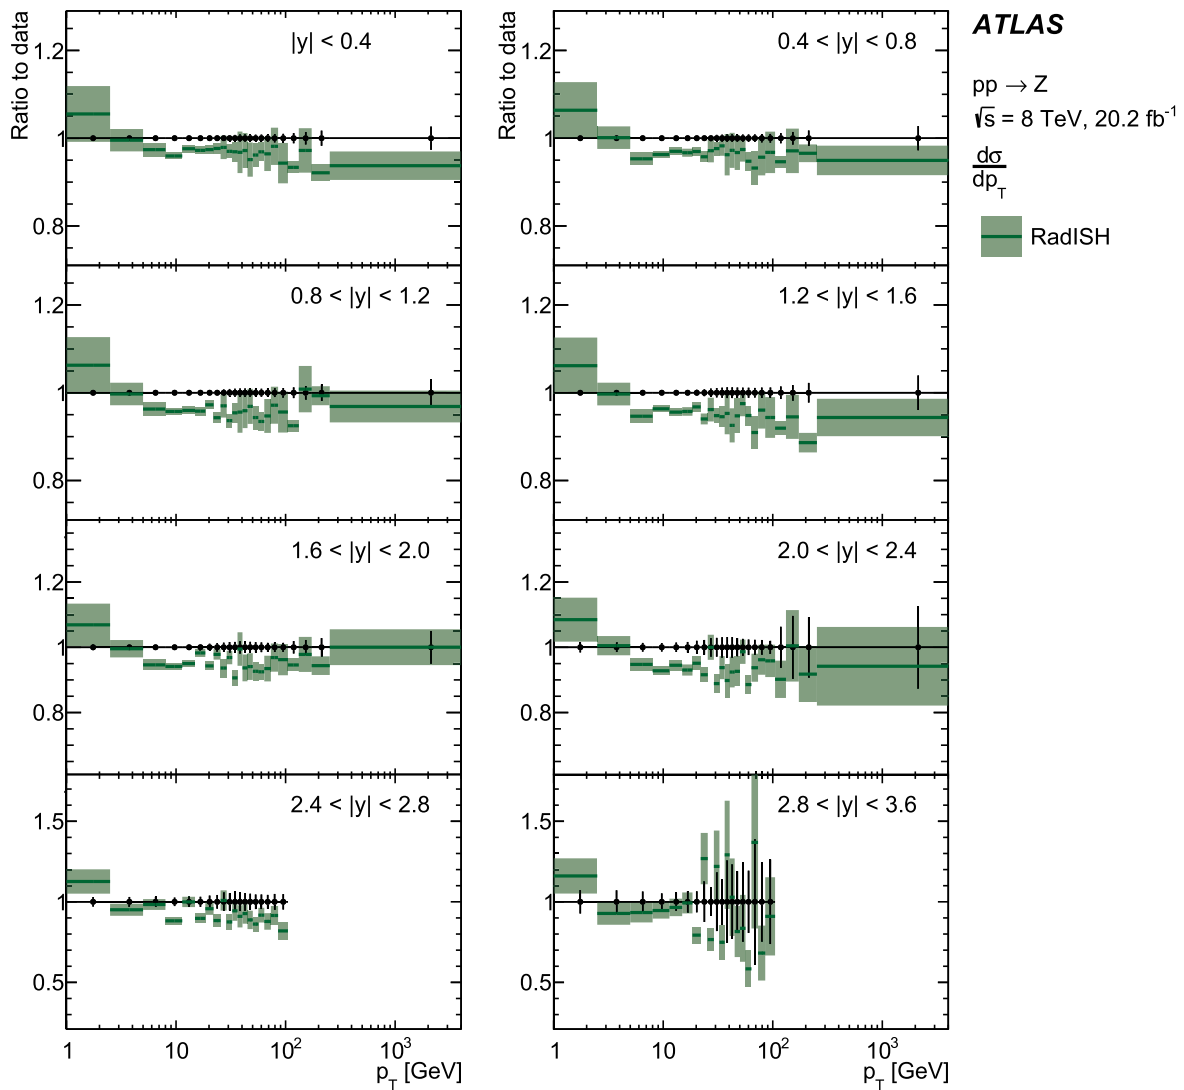 Ratio to data
1.2
1
0.8
|y| < 0.4
Ratio to data
1.2
1
0.8
0.4 < |y| < 0.8
ATLAS
pp → Z
√s = 8 TeV, 20.2 fb⁻¹
dσ
dp_T
RadISH
1.2
1
0.8
0.8 < |y| < 1.2
1.2
1
0.8
1.2 < |y| < 1.6
1.2
1
0.8
1.6 < |y| < 2.0
1.2
1
0.8
2.0 < |y| < 2.4
1.5
1
0.5
2.4 < |y| < 2.8
1 10 10² 10³
p_T [GeV]
1.5
1
0.5
2.8 < |y| < 3.6
1 10 10² 10³
p_T [GeV]